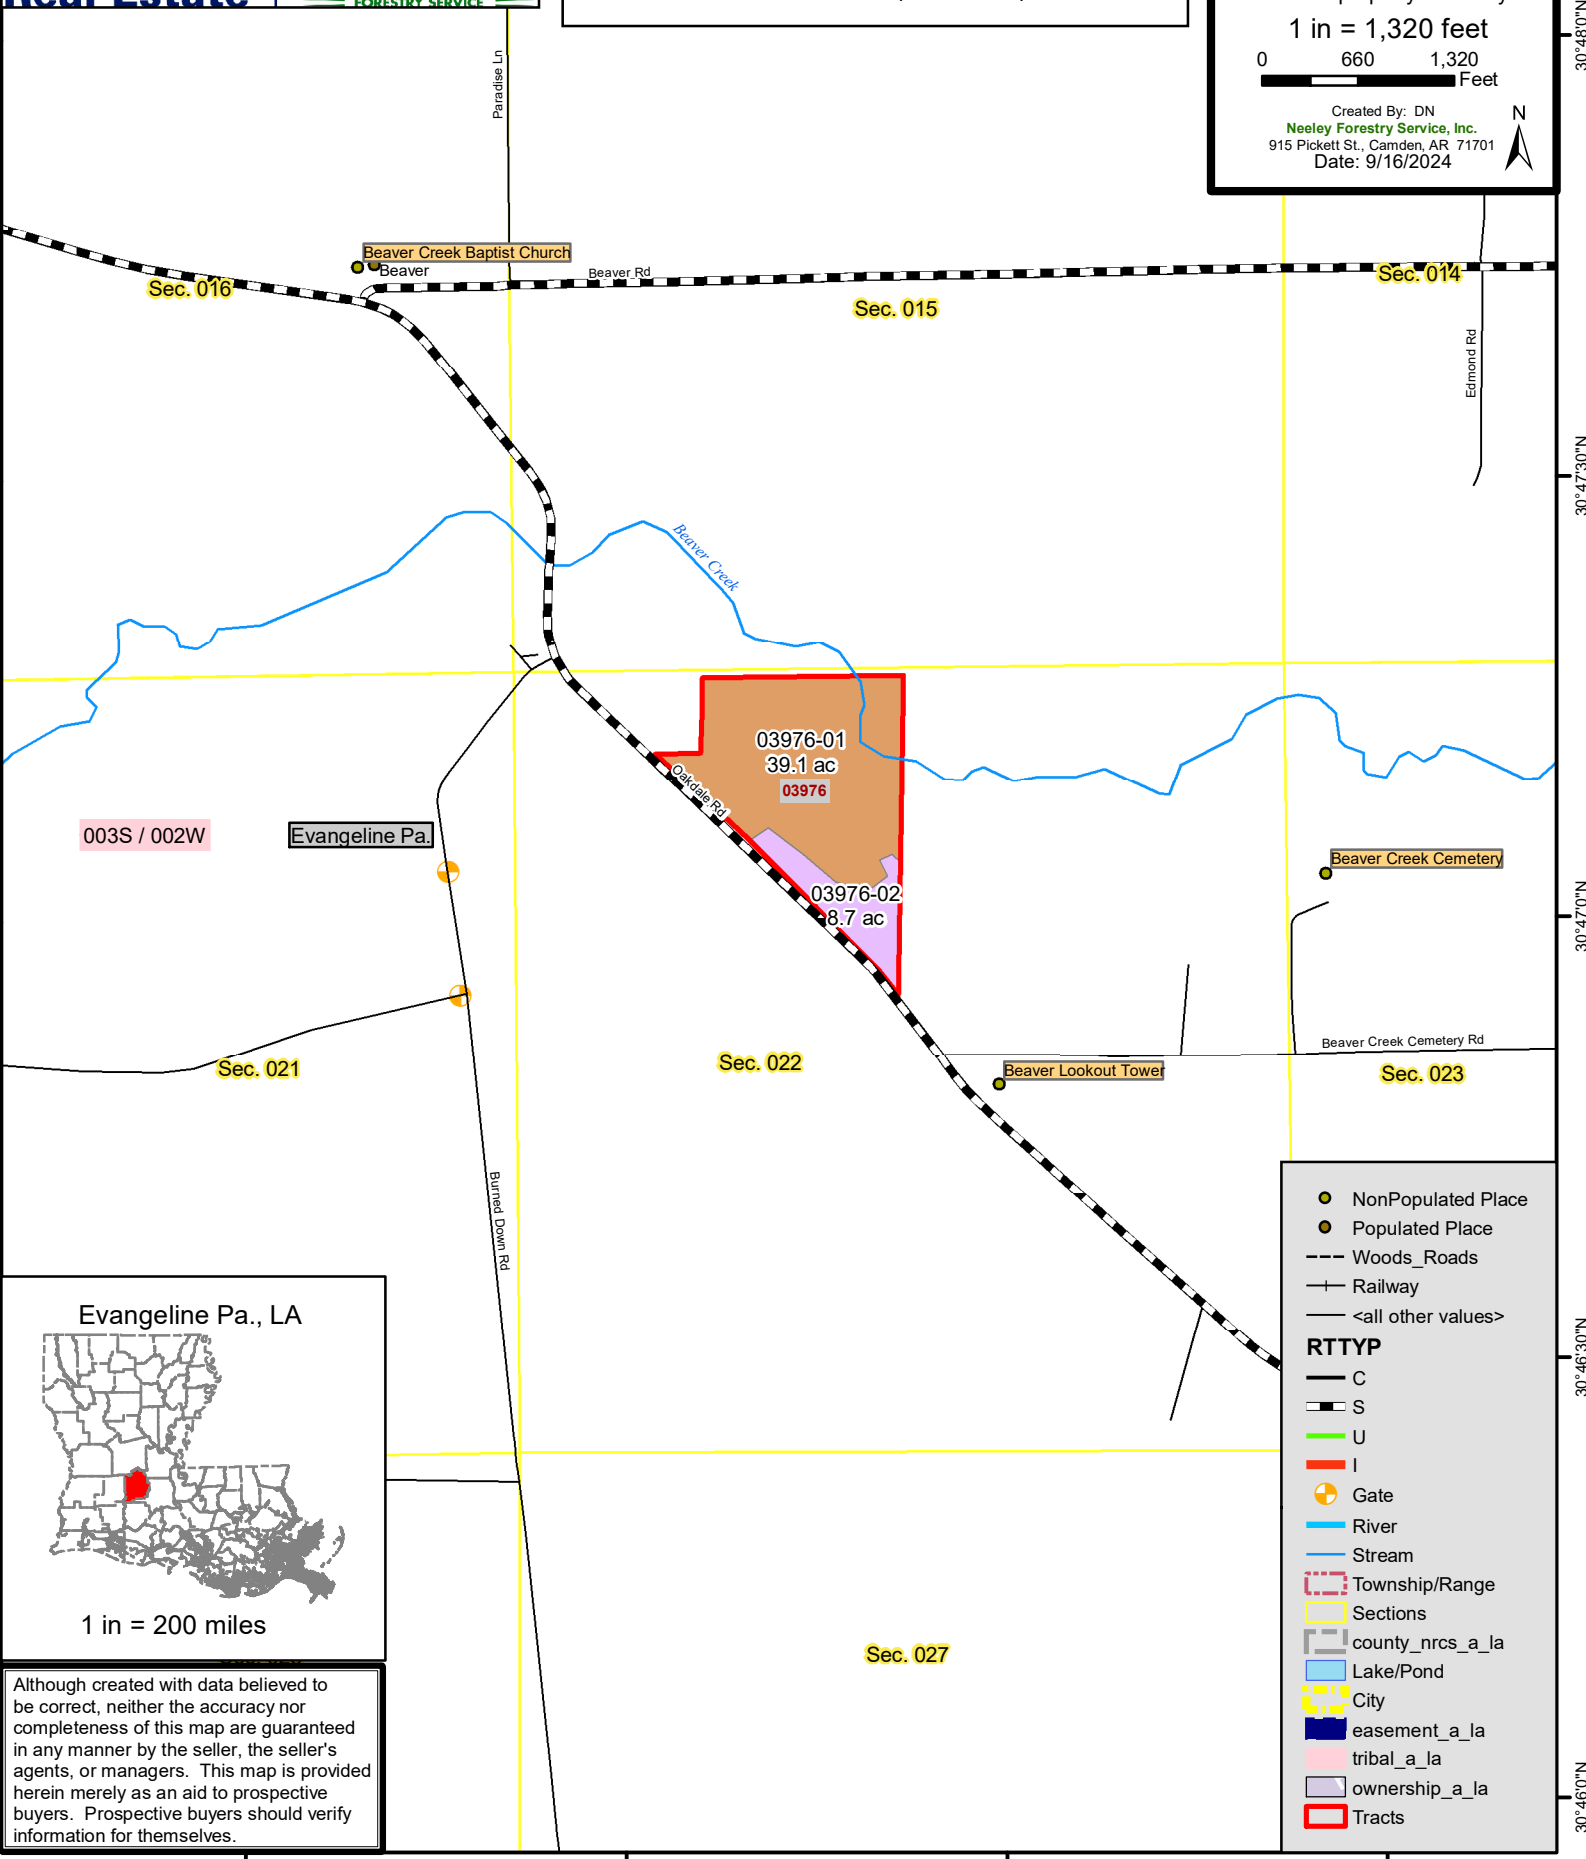 Real Estate
FORESTRY SERVICE
1 in = 1,320 feet
0 660 1,320
Feet
Created By: DN
N
Neeley Forestry Service, Inc.
915 Pickett St., Camden, AR 71701
Date: 9/16/2024
30°48'0"N
Paradise Ln
Beaver Creek Baptist Church
Beaver
Beaver Rd
Sec. 016
Sec. 015
Sec. 014
Edmond Rd
30°47'30"N
Beaver Creek
03976-01
39.1 ac
03976
Oakdale Rd
003S / 002W
Evangeline Pa.
03976-02
8.7 ac
Beaver Creek Cemetery
30°47'0"N
Beaver Creek Cemetery Rd
Sec. 021
Sec. 022
Beaver Lookout Tower
Sec. 023
Burned Down Rd
NonPopulated Place
Populated Place
Woods_Roads
Railway
<all other values>
RTTYP
C
S
U
I
Gate
River
Stream
Township/Range
Sections
county_nrcs_a_la
Lake/Pond
City
easement_a_la
tribal_a_la
ownership_a_la
Tracts
30°46'30"N
30°46'0"N
Evangeline Pa., LA
1 in = 200 miles
Sec. 027
Although created with data believed to
be correct, neither the accuracy nor
completeness of this map are guaranteed
in any manner by the seller, the seller's
agents, or managers. This map is provided
herein merely as an aid to prospective
buyers. Prospective buyers should verify
information for themselves.